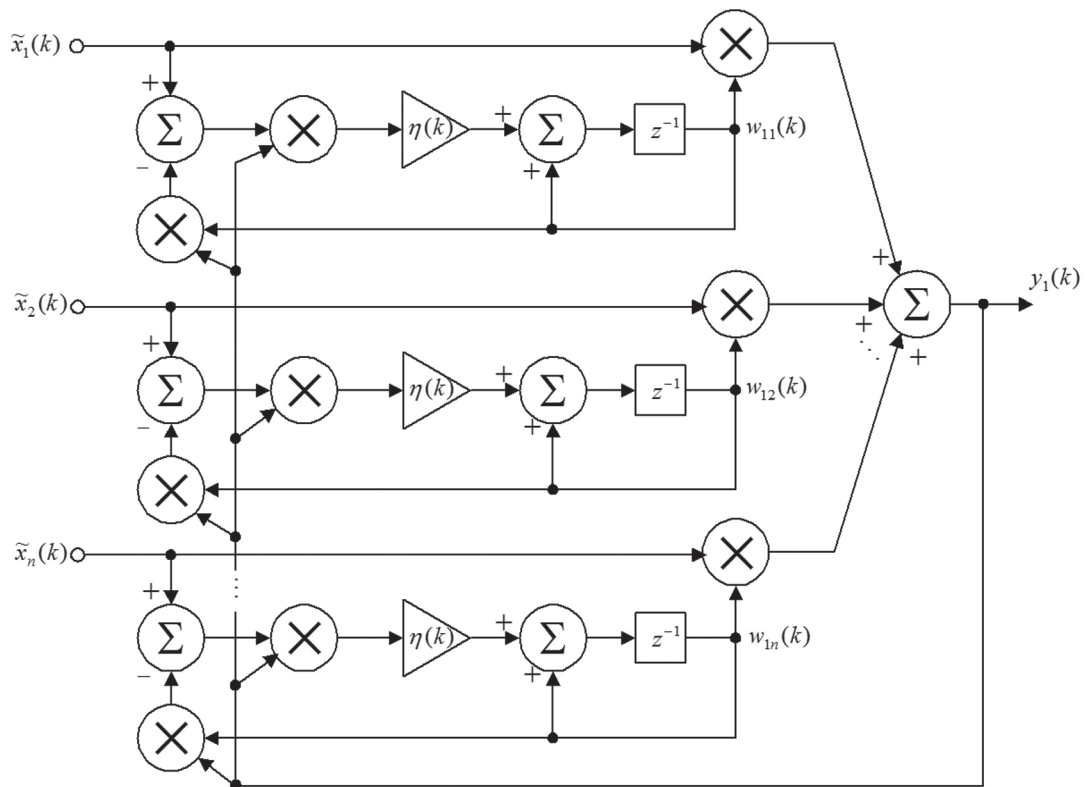 x̃₁(k)
+
Σ
−
×
×
η(k)
+
Σ
+
z⁻¹
w₁₁(k)
×
x̃₂(k)
+
Σ
−
×
×
η(k)
+
Σ
+
z⁻¹
w₁₂(k)
×
+
+
⋱
+
Σ
y₁(k)
x̃ₙ(k)
+
Σ
−
×
×
⋮
η(k)
+
Σ
+
z⁻¹
w₁ₙ(k)
×